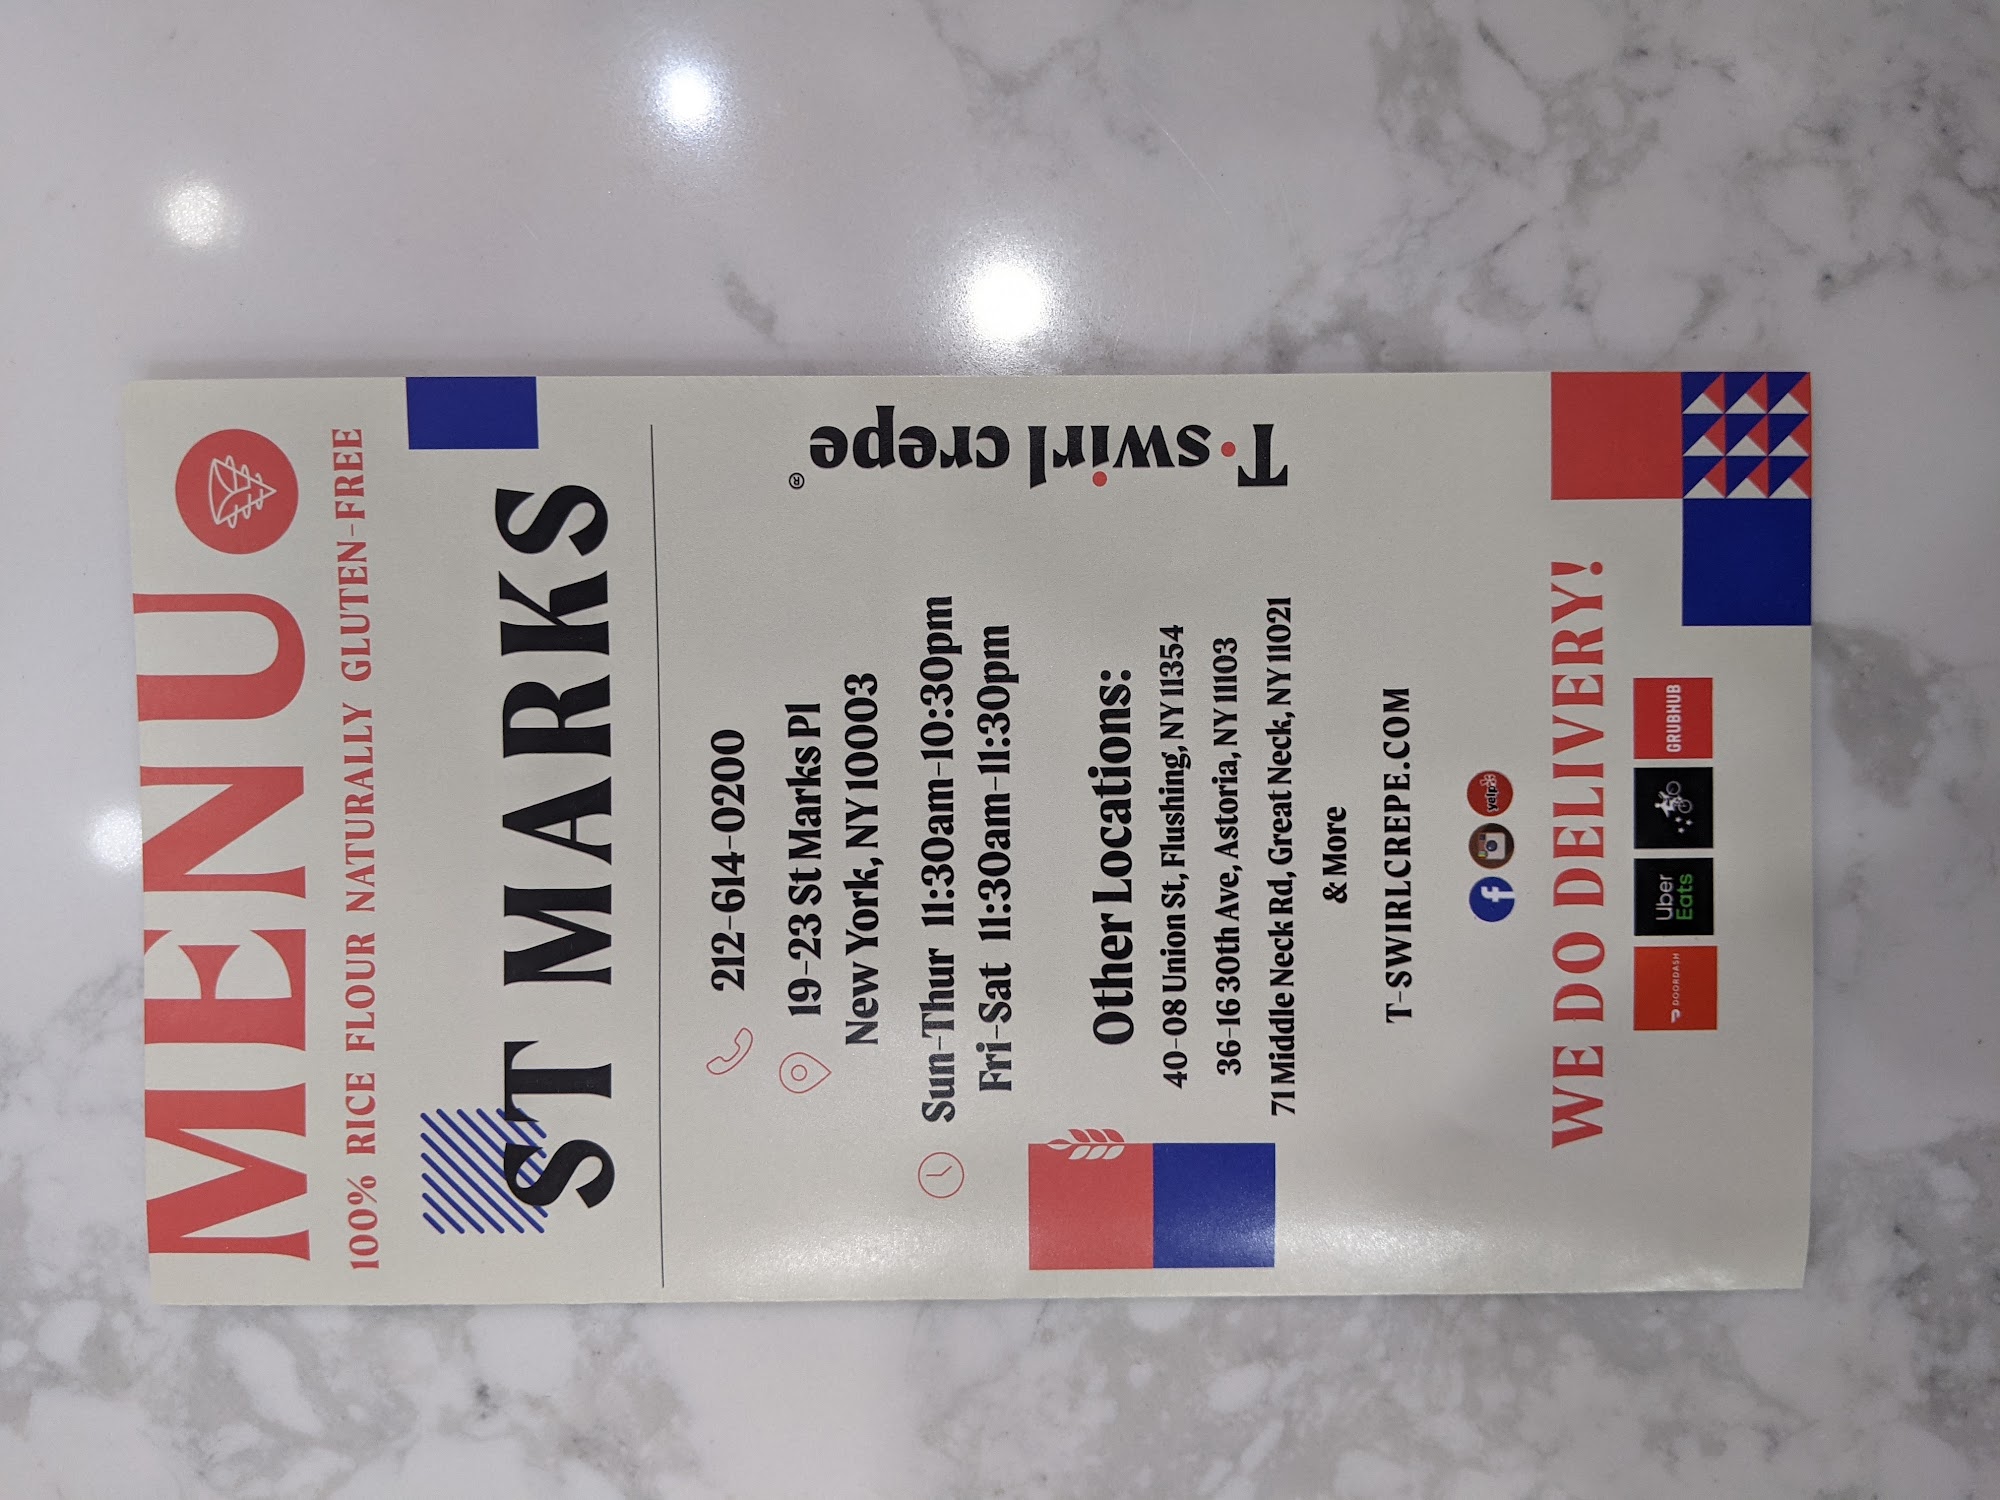 MENU
100% RICE FLOUR NATURALLY GLUTEN-FREE
ST MARKS
212-614-0200
19-23 St Marks Pl
New York, NY 10003
Sun-Thur 11:30am-10:30pm
Fri-Sat 11:30am-11:30pm
T·swirl crepe®
Other Locations:
40-08 Union St, Flushing, NY 11354
36-16 30th Ave, Astoria, NY 11103
71 Middle Neck Rd, Great Neck, NY 11021
& More
T-SWIRLCREPE.COM
f yelp
WE DO DELIVERY!
DOORDASH Uber Eats GRUBHUB